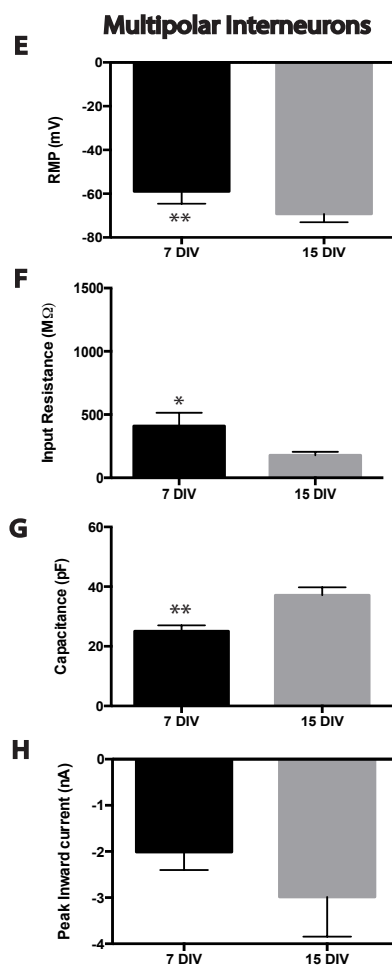 Multipolar Interneurons
E
RMP (mV)
0
-20
-40
-60
-80
**
7 DIV 15 DIV
F
Input Resistance (MΩ)
1500
1000
500
0
*
7 DIV 15 DIV
G
Capacitance (pF)
60
40
20
0
**
7 DIV 15 DIV
H
Peak Inward current (nA)
0
-1
-2
-3
-4
7 DIV 15 DIV